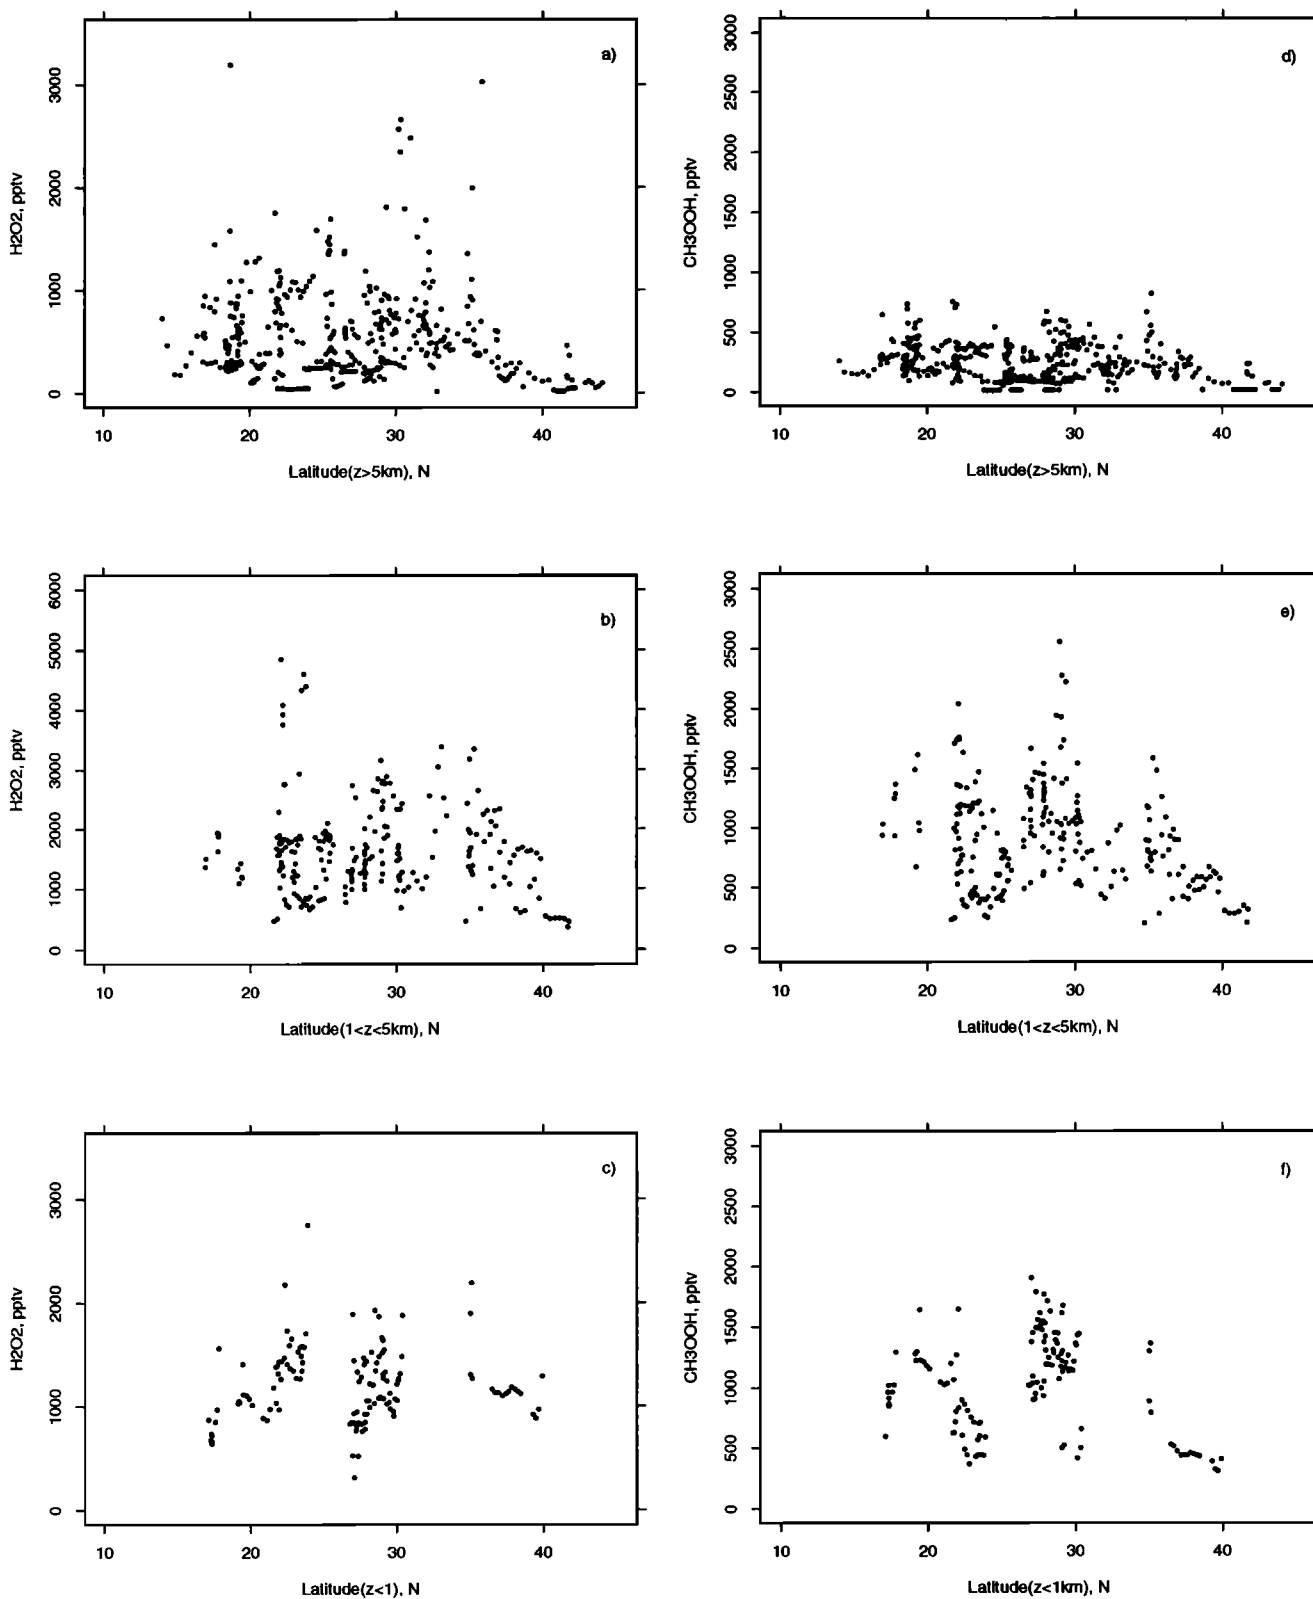 a)
H2O2, pptv
3000
2000
1000
0
10 20 30 40
Latitude(z>5km), N
d)
CH3OOH, pptv
3000
2500
2000
1500
1000
500
0
10 20 30 40
Latitude(z>5km), N
b)
H2O2, pptv
6000
5000
4000
3000
2000
1000
0
10 20 30 40
Latitude(1<z<5km), N
e)
CH3OOH, pptv
3000
2500
2000
1500
1000
500
0
10 20 30 40
Latitude(1<z<5km), N
c)
H2O2, pptv
3000
2000
1000
0
10 20 30 40
Latitude(z<1), N
f)
CH3OOH, pptv
3000
2500
2000
1500
1000
500
0
10 20 30 40
Latitude(z<1km), N